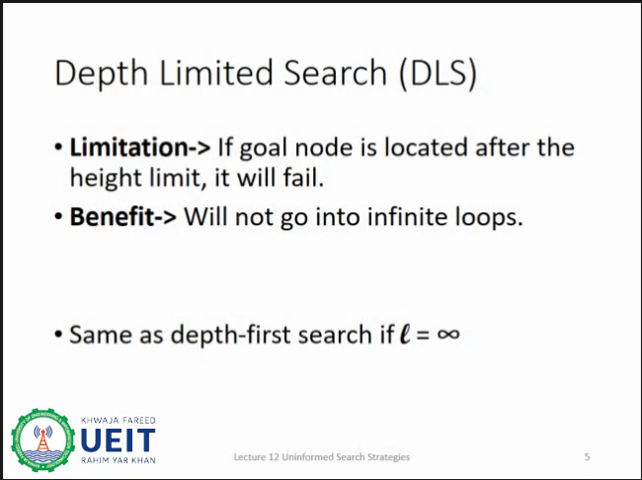 Depth Limited Search (DLS)
• Limitation-> If goal node is located after the
height limit, it will fail.
• Benefit-> Will not go into infinite loops.
• Same as depth-first search if ℓ = ∞
KHWAJA FAREED
UEIT
RAHIM YAR KHAN
Lecture 12 Uninformed Search Strategies
5